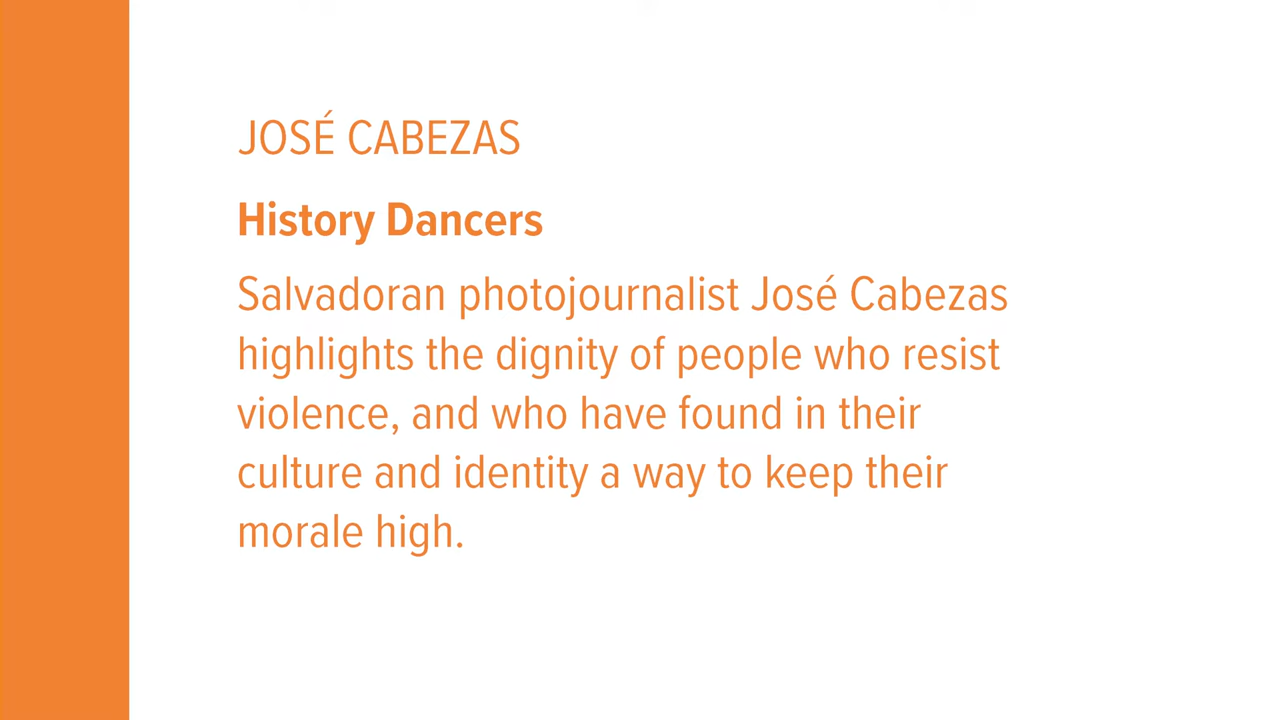 JOSÉ CABEZAS
History Dancers
Salvadoran photojournalist José Cabezas
highlights the dignity of people who resist
violence, and who have found in their
culture and identity a way to keep their
morale high.